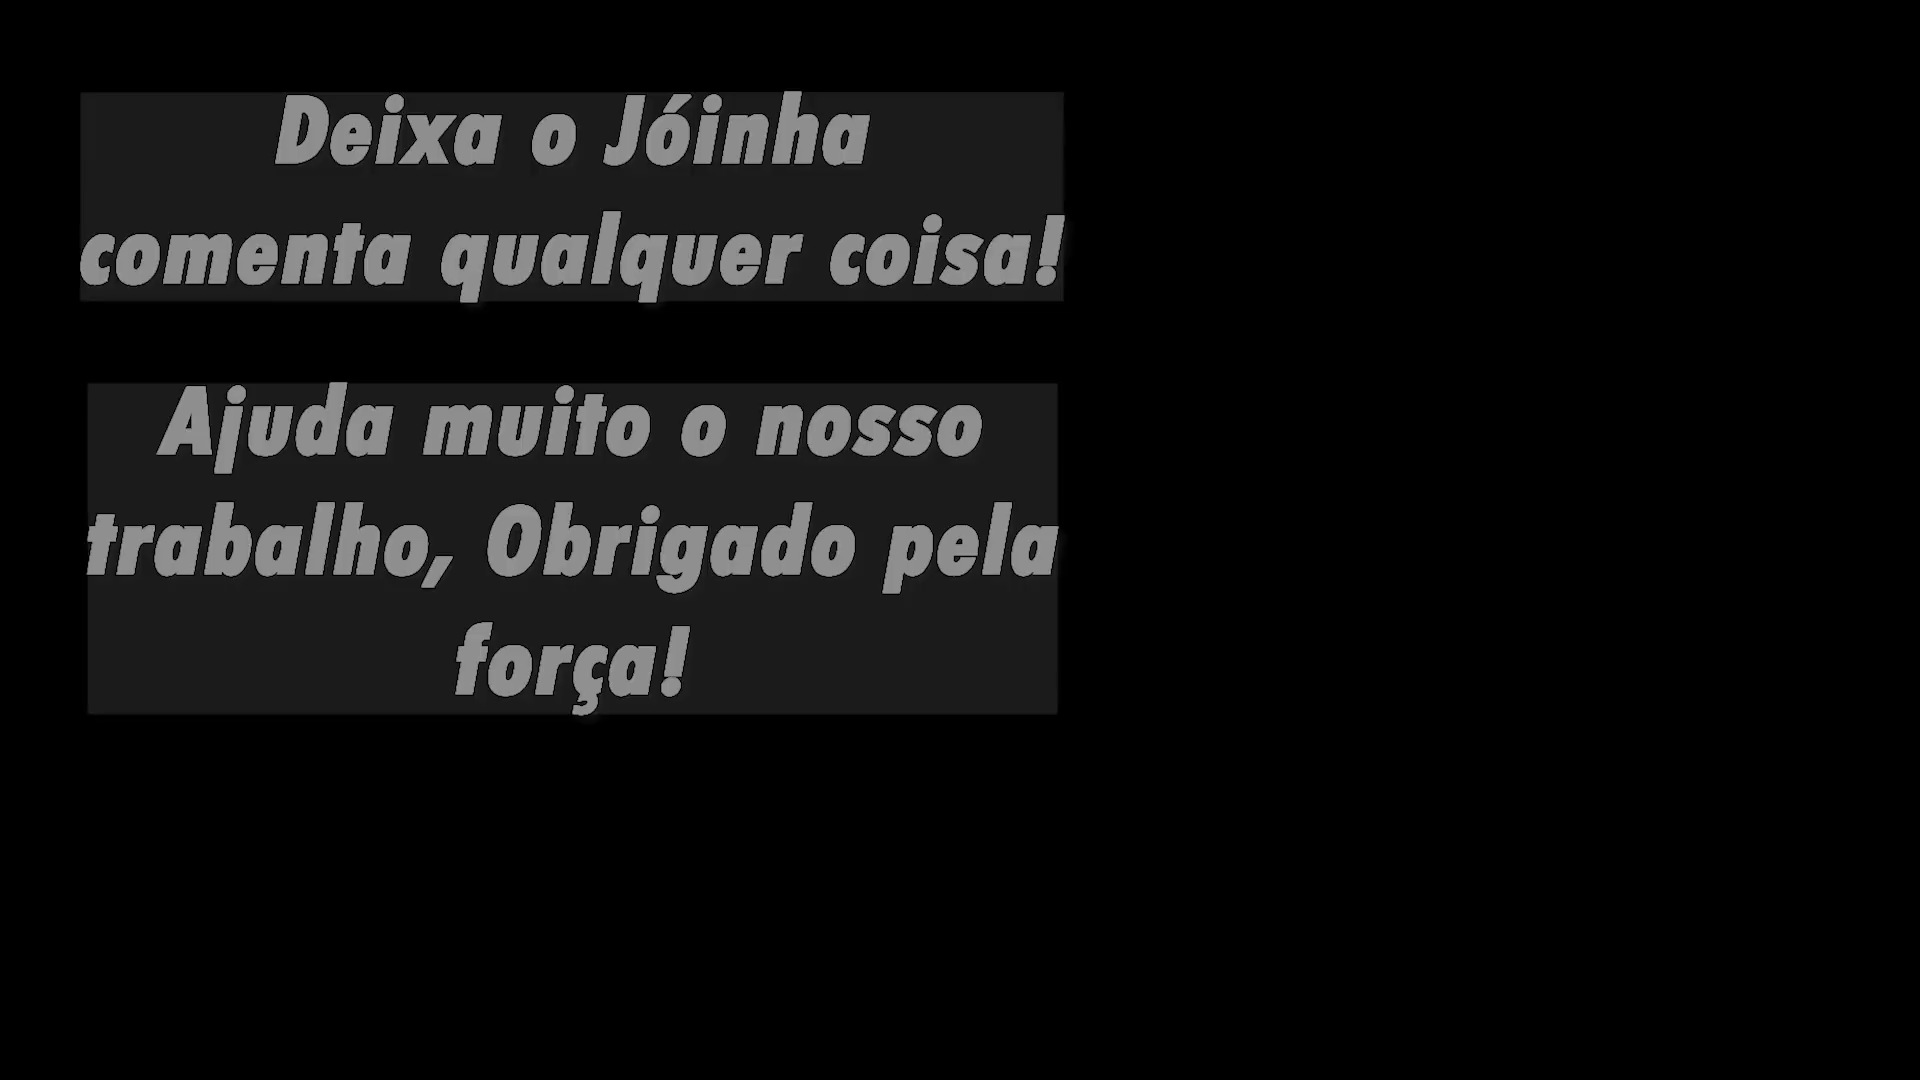 Deixa o Jóinha
comenta qualquer coisa!
Ajuda muito o nosso
trabalho, Obrigado pela
força!